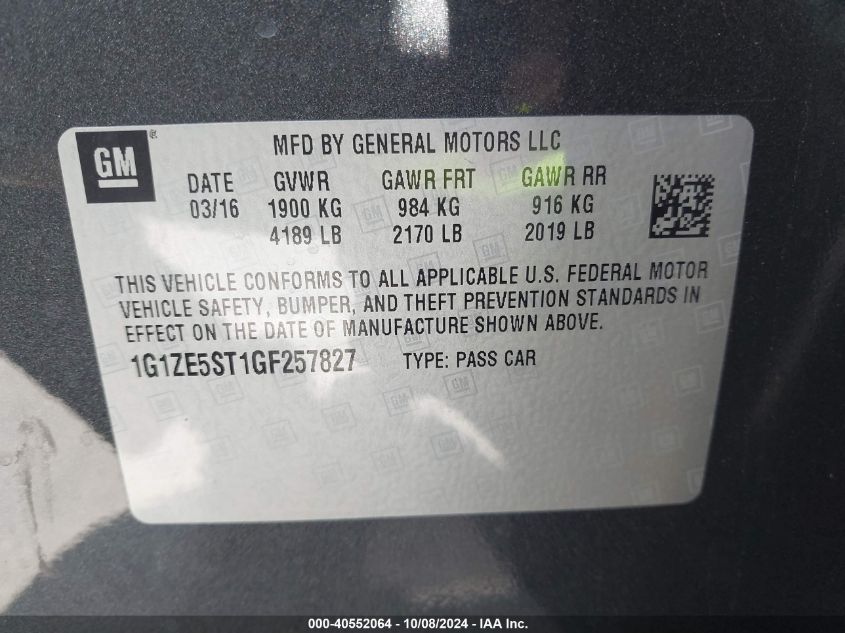 GM®
MFD BY GENERAL MOTORS LLC
DATE GVWR GAWR FRT GAWR RR
03/16 1900 KG 984 KG 916 KG
4189 LB 2170 LB 2019 LB
THIS VEHICLE CONFORMS TO ALL APPLICABLE U.S. FEDERAL MOTOR
VEHICLE SAFETY, BUMPER, AND THEFT PREVENTION STANDARDS IN
EFFECT ON THE DATE OF MANUFACTURE SHOWN ABOVE.
1G1ZE5ST1GF257827 TYPE: PASS CAR
000-40552064 - 10/08/2024 - IAA Inc.